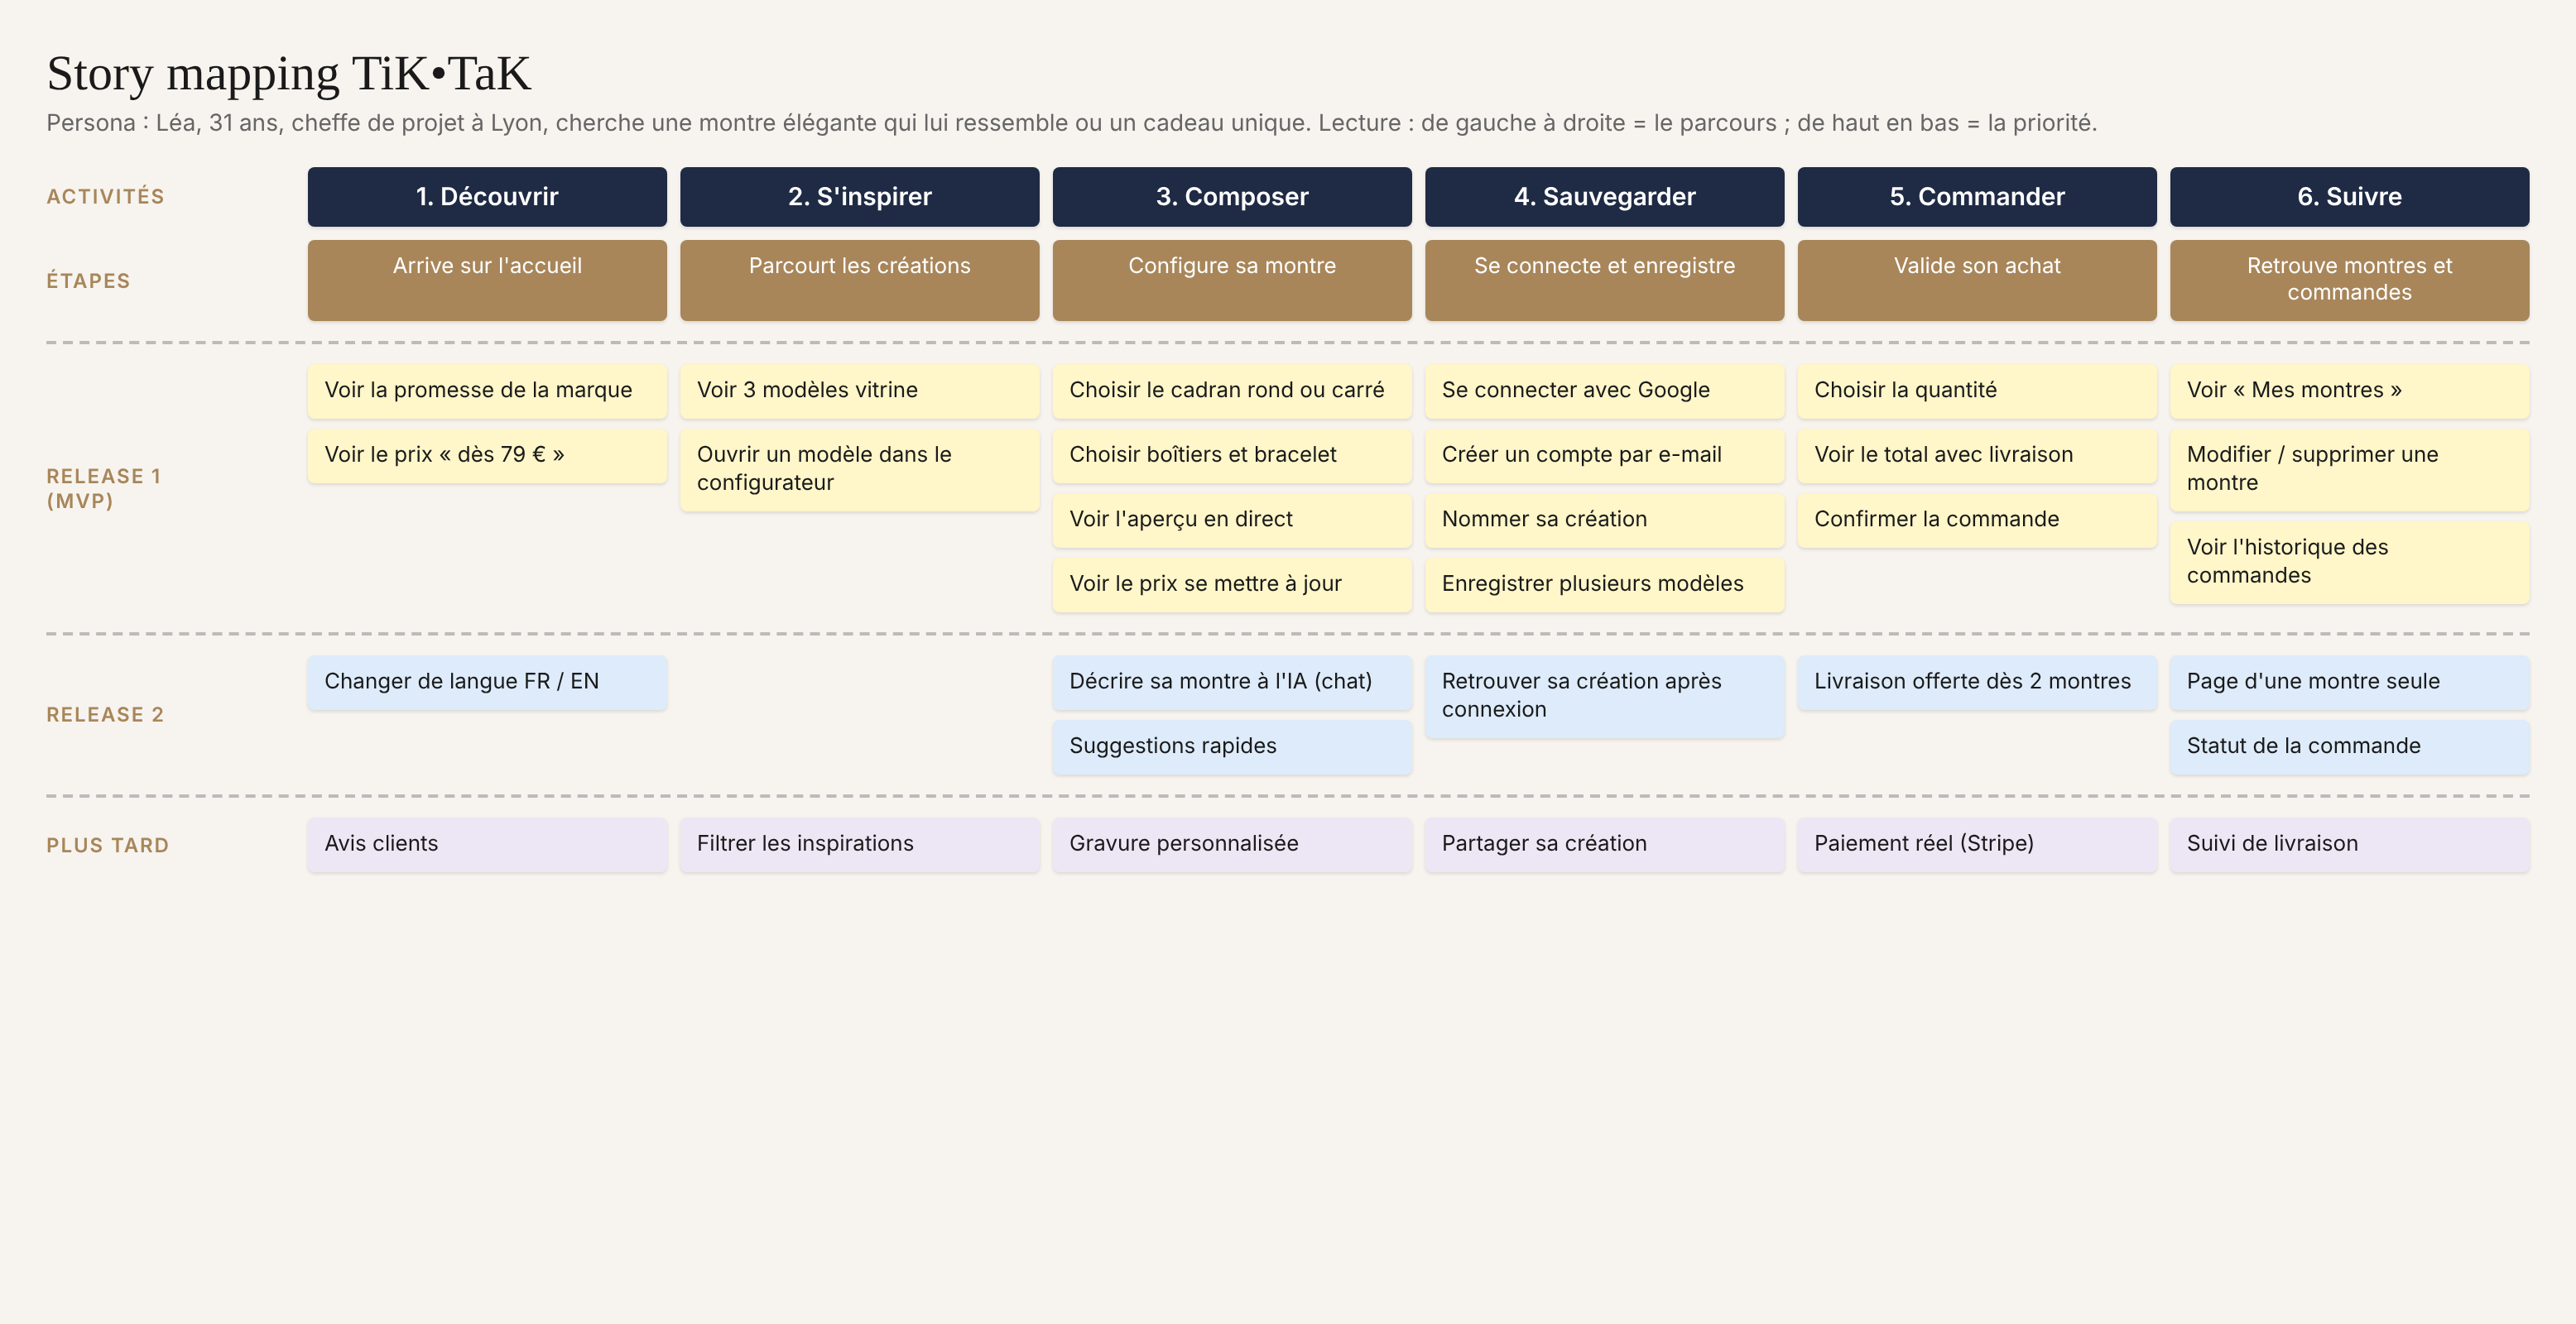 Story mapping TiK•TaK
Persona : Léa, 31 ans, cheffe de projet à Lyon, cherche une montre élégante qui lui ressemble ou un cadeau unique. Lecture : de gauche à droite = le parcours ; de haut en bas = la priorité.
ACTIVITÉS
1. Découvrir
2. S'inspirer
3. Composer
4. Sauvegarder
5. Commander
6. Suivre
ÉTAPES
Arrive sur l'accueil
Parcourt les créations
Configure sa montre
Se connecte et enregistre
Valide son achat
Retrouve montres et
commandes
RELEASE 1
(MVP)
Voir la promesse de la marque
Voir le prix « dès 79 € »
Voir 3 modèles vitrine
Ouvrir un modèle dans le
configurateur
Choisir le cadran rond ou carré
Choisir boîtiers et bracelet
Voir l'aperçu en direct
Voir le prix se mettre à jour
Se connecter avec Google
Créer un compte par e-mail
Nommer sa création
Enregistrer plusieurs modèles
Choisir la quantité
Voir le total avec livraison
Confirmer la commande
Voir « Mes montres »
Modifier / supprimer une
montre
Voir l'historique des
commandes
RELEASE 2
Changer de langue FR / EN
Décrire sa montre à l'IA (chat)
Suggestions rapides
Retrouver sa création après
connexion
Livraison offerte dès 2 montres
Page d'une montre seule
Statut de la commande
PLUS TARD
Avis clients
Filtrer les inspirations
Gravure personnalisée
Partager sa création
Paiement réel (Stripe)
Suivi de livraison